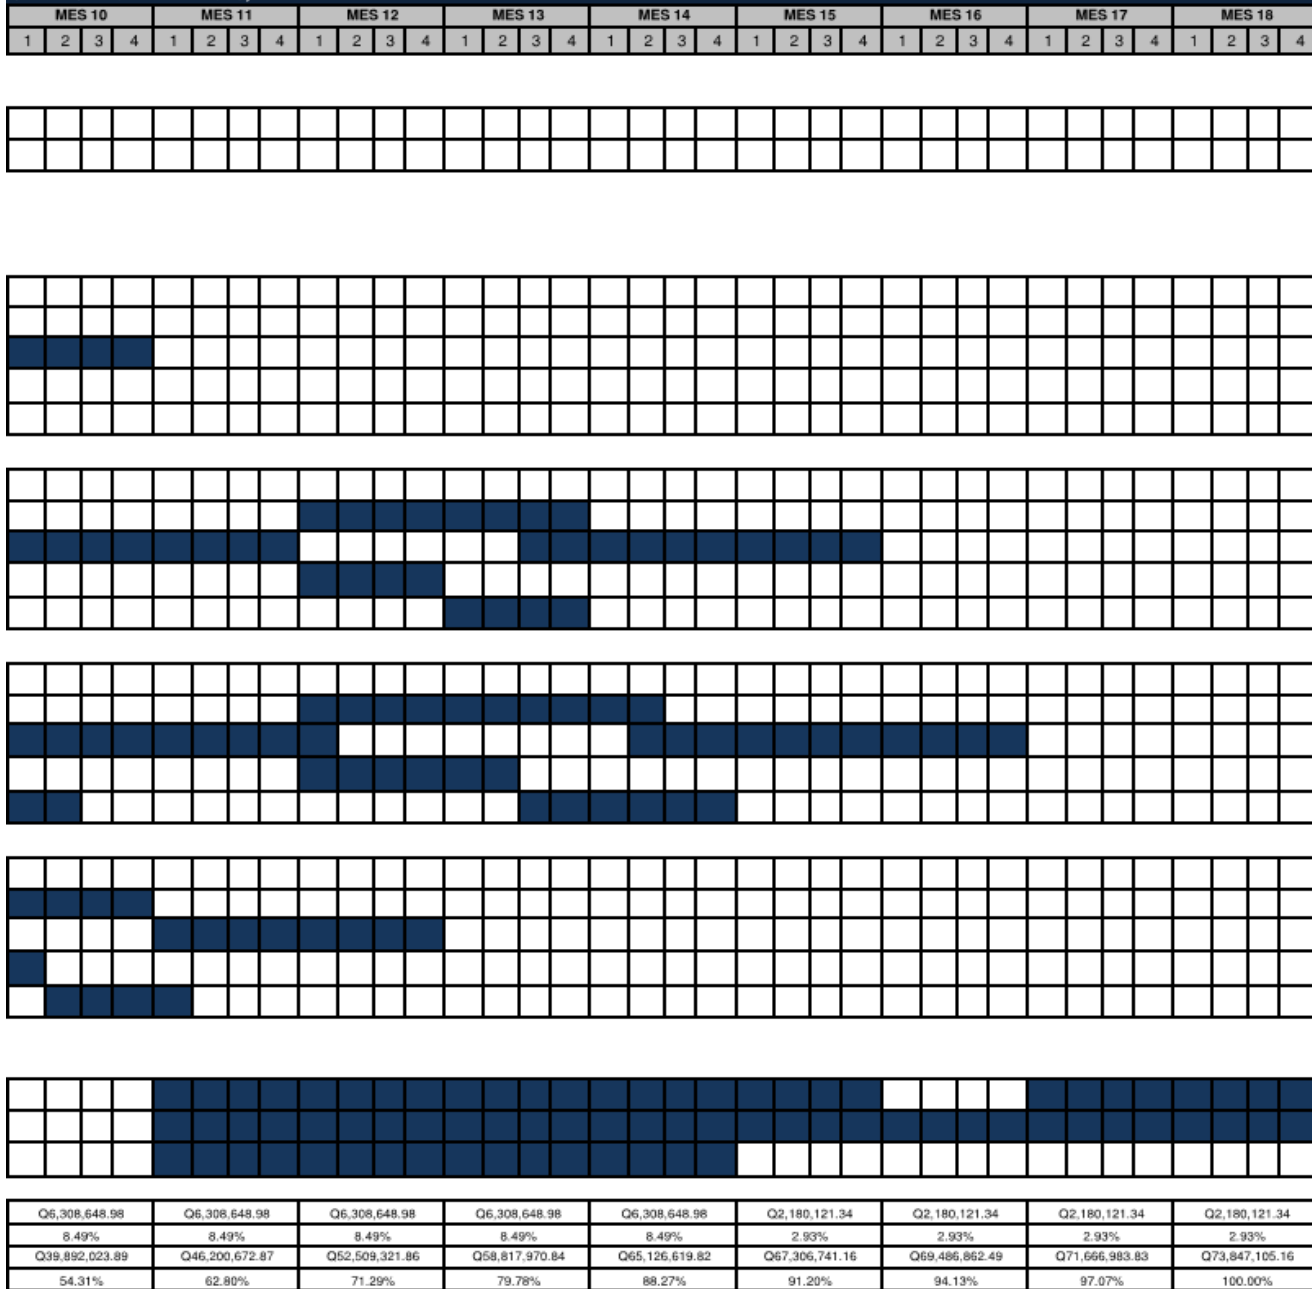 MES 10 MES 11 MES 12 MES 13 MES 14 MES 15 MES 16 MES 17 MES 18
1 2 3 4 1 2 3 4 1 2 3 4 1 2 3 4 1 2 3 4 1 2 3 4 1 2 3 4 1 2 3 4 1 2 3 4
Q6,308,648.98 Q6,308,648.98 Q6,308,648.98 Q6,308,648.98 Q6,308,648.98 Q2,180,121.34 Q2,180,121.34 Q2,180,121.34 Q2,180,121.34
8.49% 8.49% 8.49% 8.49% 8.49% 2.93% 2.93% 2.93% 2.93%
Q39,892,023.89 Q46,200,672.87 Q52,509,321.86 Q58,817,970.84 Q65,126,619.82 Q67,306,741.16 Q69,486,862.49 Q71,666,983.83 Q73,847,105.16
54.31% 62.80% 71.29% 79.78% 88.27% 91.20% 94.13% 97.07% 100.00%